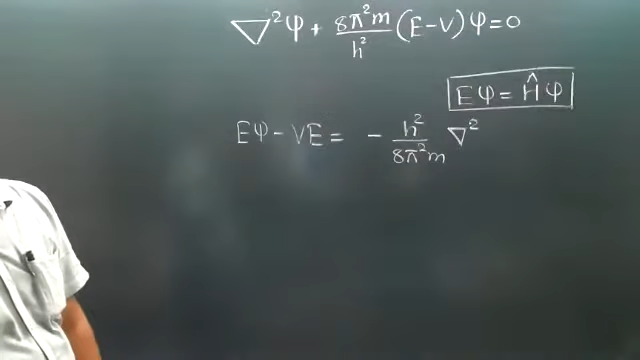 ∇²Ψ + 8π²m/h² (E-V) Ψ = 0
EΨ = ĤΨ
EΨ - VE = - h²/8π²m ∇²